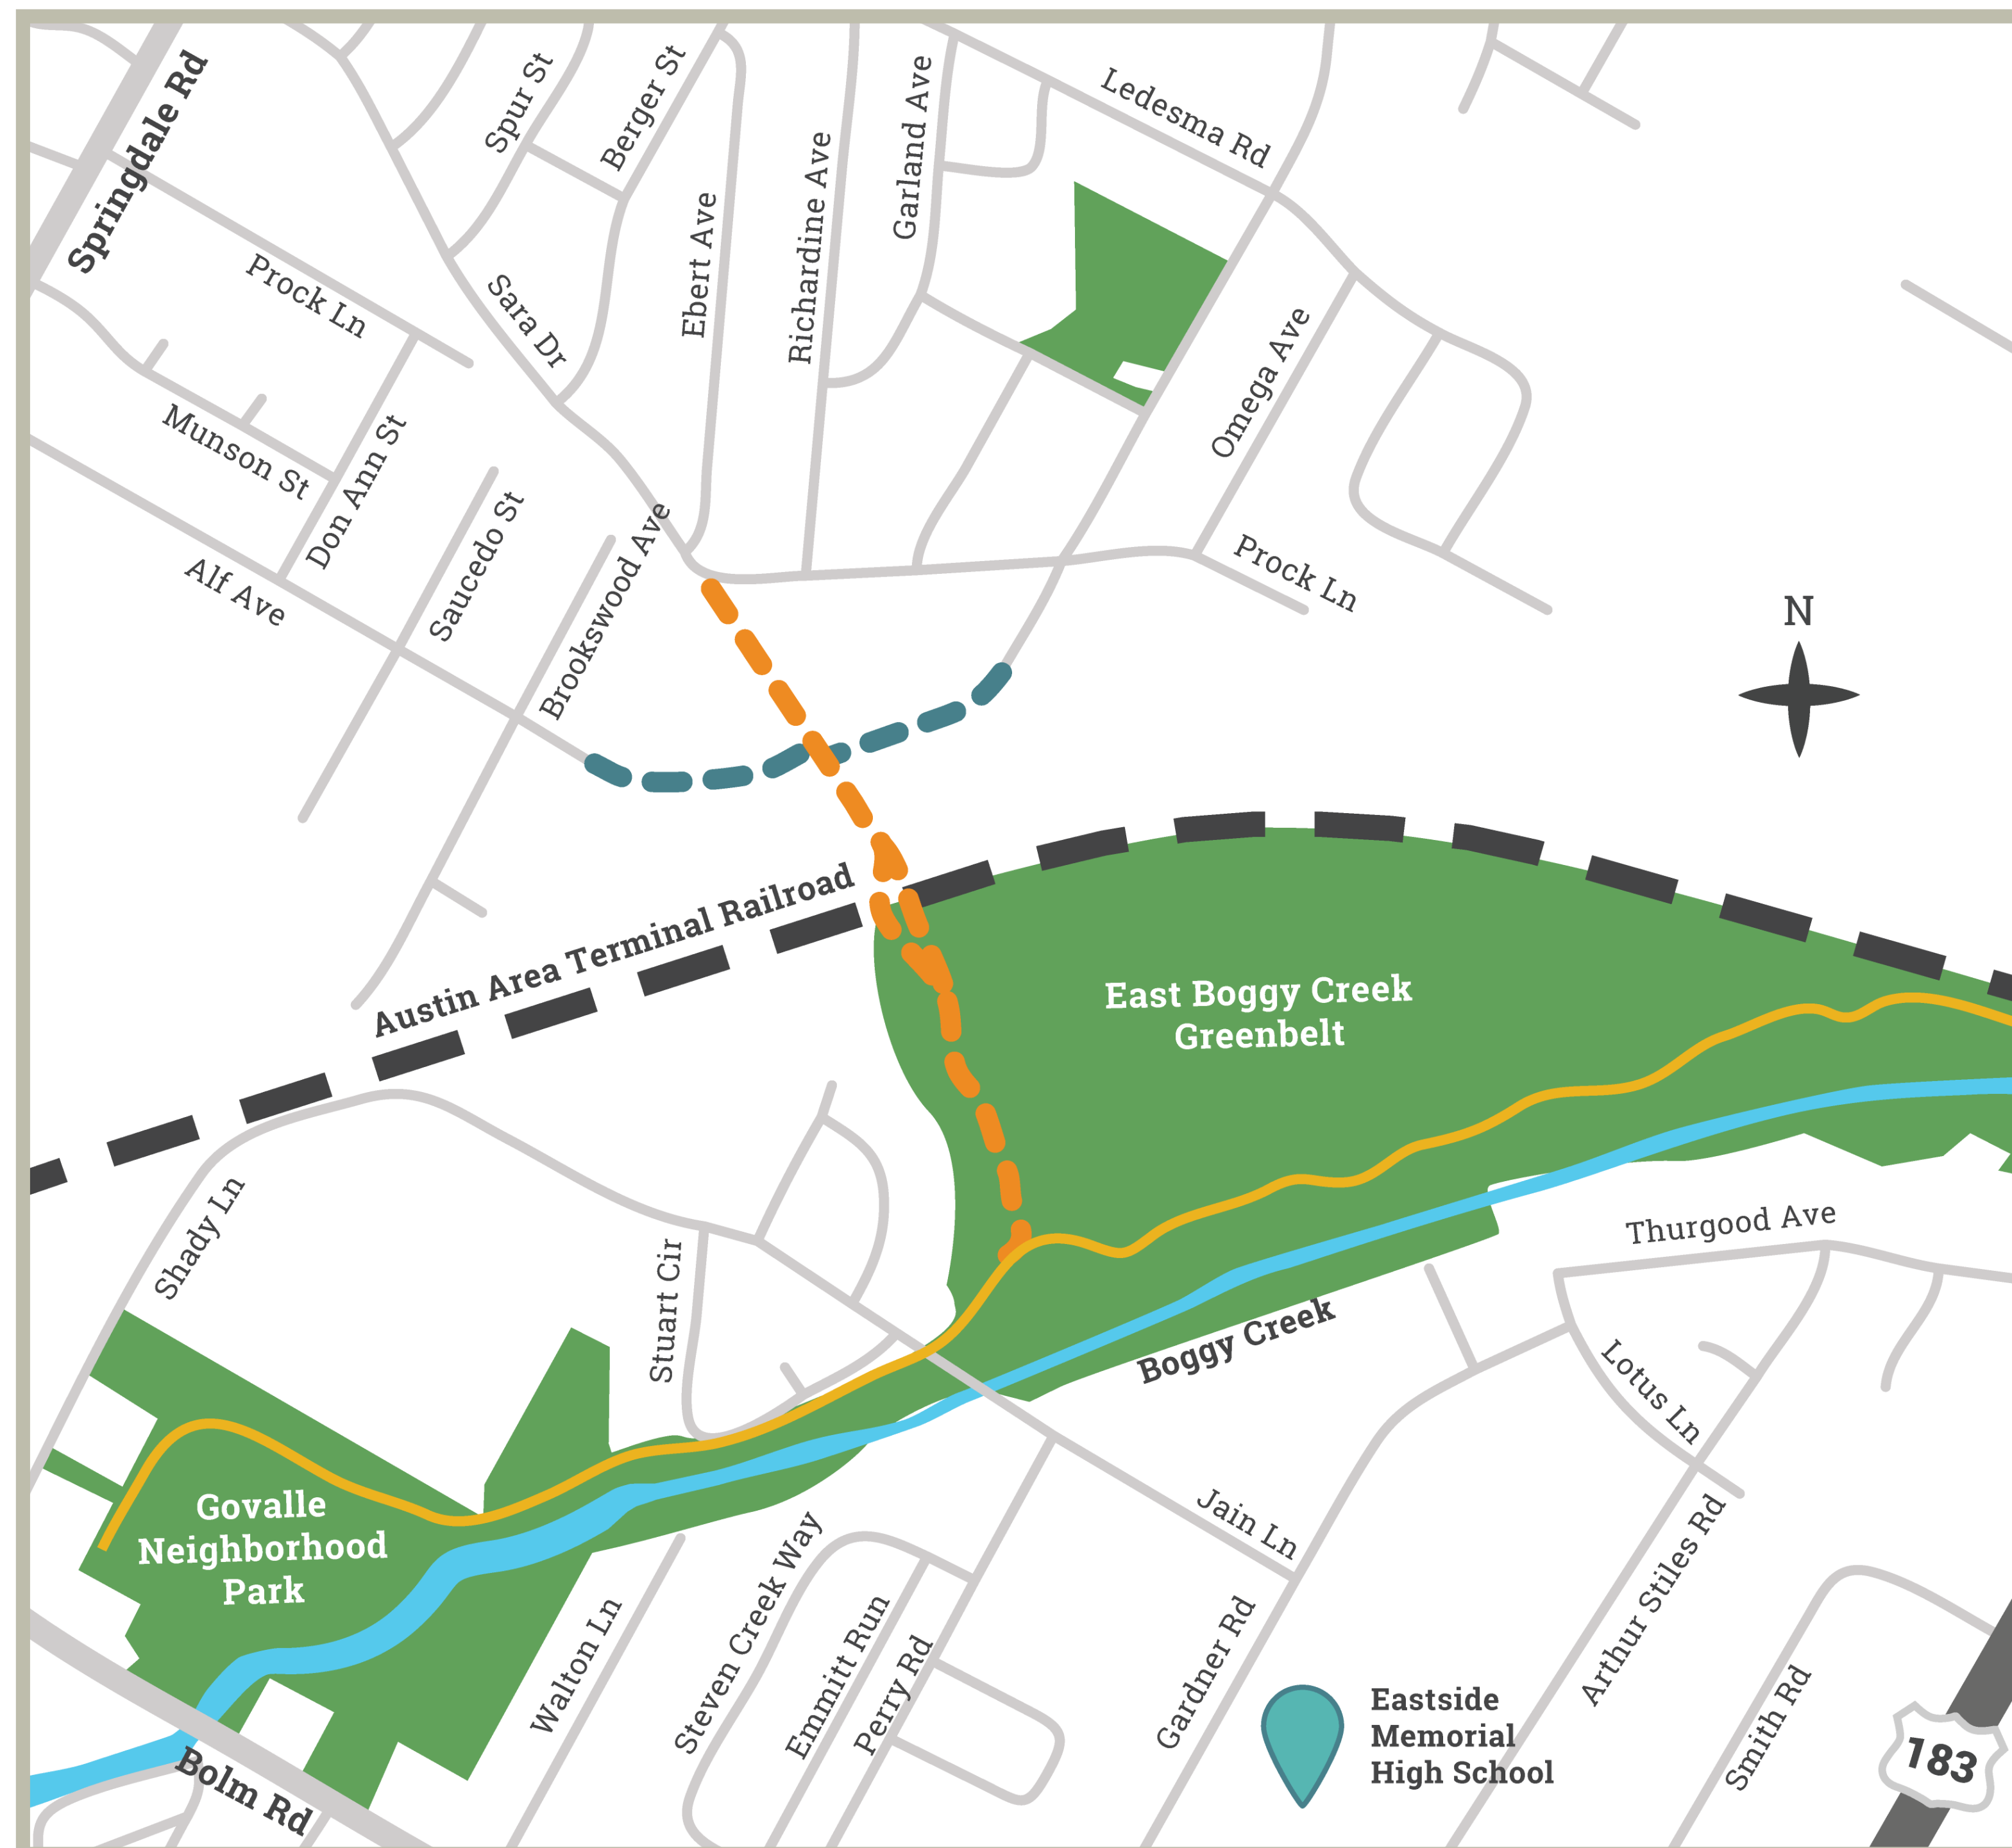 Springdale Rd
Spur St
Berger St
Ebert Ave
Richardine Ave
Garland Ave
Ledesma Rd
Prock Ln
Sara Dr
Omega Ave
Munson St
Don Ann St
Saucedo St
Brookswood Ave
Alf Ave
Prock Ln
N
Austin Area Terminal Railroad
East Boggy Creek
Greenbelt
Shady Ln
Stuart Cir
Thurgood Ave
Boggy Creek
Lotus Ln
Govalle
Neighborhood
Park
Jain Ln
Walton Ln
Steven Creek Way
Emmitt Run
Perry Rd
Gardner Rd
Arthur Stiles Rd
Smith Rd
Eastside
Memorial
High School
183
Bolm Rd